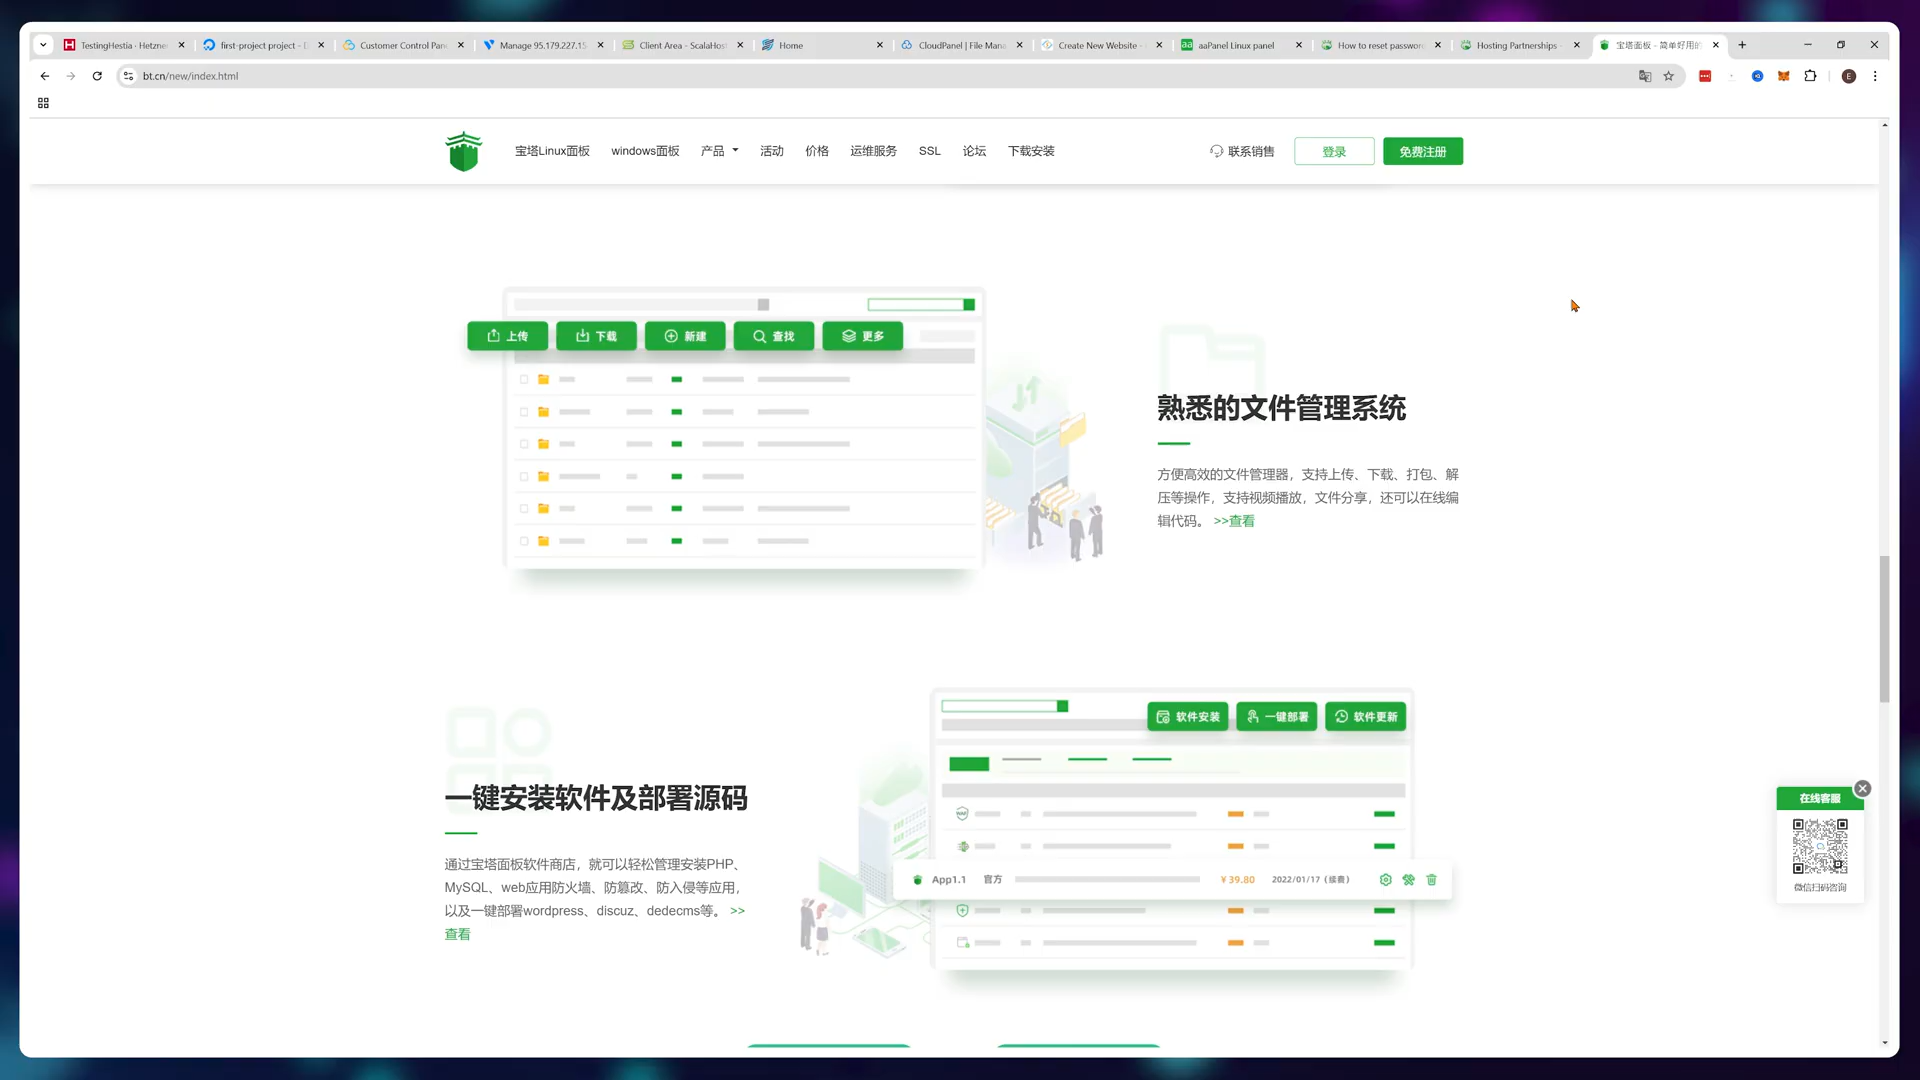 TestingHestia · Hetzne
first-project project - D
Customer Control Pan
Manage 95.179.227.15
Client Area - ScalaHos
Home
CloudPanel | File Mana
Create New Website -
aaPanel Linux panel
How to reset password
Hosting Partnerships -
宝塔面板 - 简单好用的
bt.cn/new/index.html
E
宝塔Linux面板
windows面板
产品
活动
价格
运维服务
SSL
论坛
下载安装
联系销售
登录
免费注册
上传
下载
新建
查找
更多
熟悉的文件管理系统
方便高效的文件管理器，支持上传、下载、打包、解
压等操作，支持视频播放，文件分享，还可以在线编
辑代码。 >>查看
软件安装
一键部署
软件更新
一键安装软件及部署源码
通过宝塔面板软件商店，就可以轻松管理安装PHP、
MySQL、web应用防火墙、防篡改、防入侵等应用，
以及一键部署wordpress、discuz、dedecms等。 >>
查看
WAF
App1.1
官方
¥39.80
2022/01/17 (续费)
在线客服
微信扫码咨询